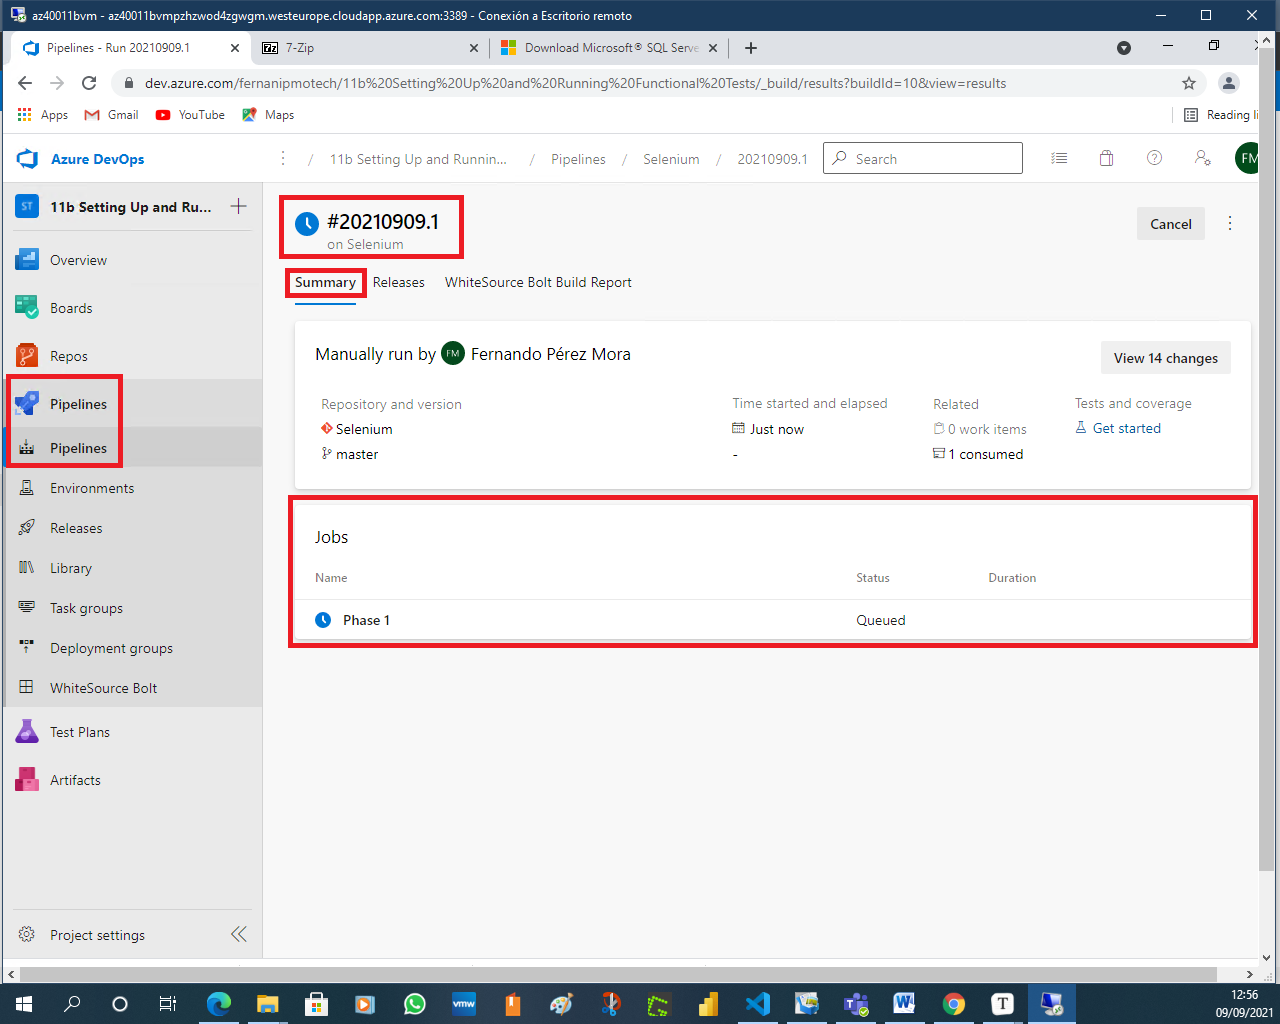 az40011bvm - az40011bvmpzhzwod4zgwgm.westeurope.cloudapp.azure.com:3389 - Conexión a Escritorio remoto
Pipelines - Run 20210909.1
7-Zip
Download Microsoft® SQL Serve
dev.azure.com/fernanipmotech/11b%20Setting%20Up%20and%20Running%20Functional%20Tests/_build/results?buildId=10&view=results
Apps
Gmail
YouTube
Maps
Reading li
Azure DevOps
/ 11b Setting Up and Runnin... / Pipelines / Selenium / 20210909.1
Search
FM
ST
11b Setting Up and Ru...
Overview
Boards
Repos
Pipelines
Pipelines
Environments
Releases
Library
Task groups
Deployment groups
WhiteSource Bolt
Test Plans
Artifacts
Project settings
#20210909.1
on Selenium
Cancel
Summary
Releases
WhiteSource Bolt Build Report
Manually run by FM Fernando Pérez Mora
View 14 changes
Repository and version
Selenium
master
Time started and elapsed
Just now
-
Related
0 work items
1 consumed
Tests and coverage
Get started
Jobs
Name Status Duration
Phase 1 Queued
vmw
12:56
09/09/2021